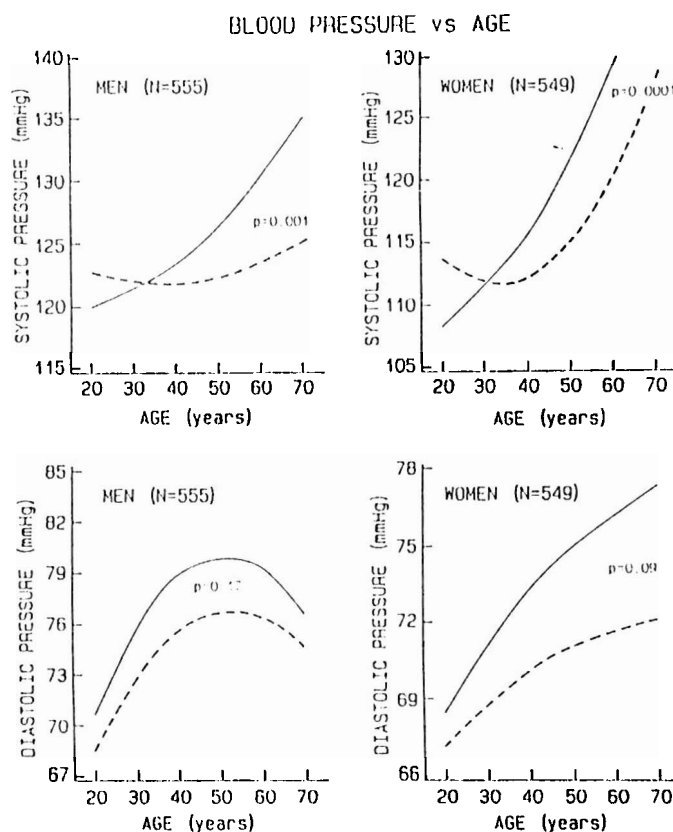 BLOOD PRESSURE vs AGE
MEN (N=555)
p=0.001
SYSTOLIC PRESSURE (mmHg)
140
135
130
125
120
115
20 30 40 50 60 70
AGE (years)
WOMEN (N=549)
p=0.0001
130
125
120
115
110
105
20 30 40 50 60 70
AGE (years)
MEN (N=555)
DIASTOLIC PRESSURE (mmHg)
85
82
79
76
73
70
67
20 30 40 50 60 70
AGE (years)
WOMEN (N=549)
p=0.09
DIASTOLIC PRESSURE (mmHg)
78
75
72
69
66
20 30 40 50 60 70
AGE (years)